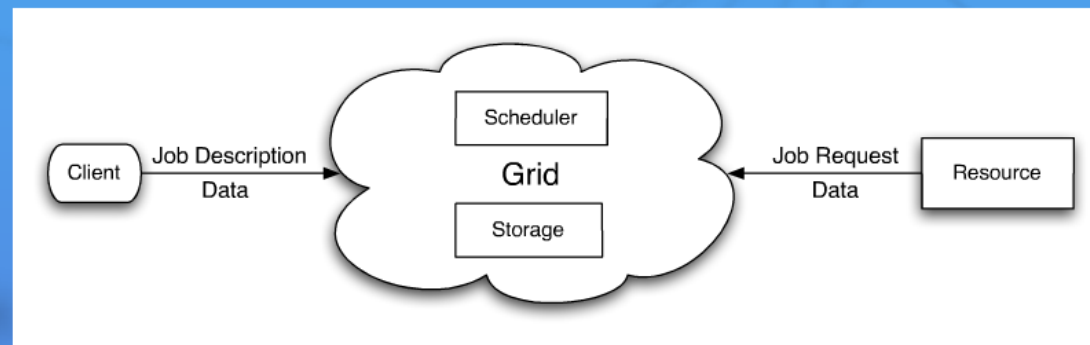 Client
Job Description
Data
Scheduler
Grid
Storage
Job Request
Data
Resource